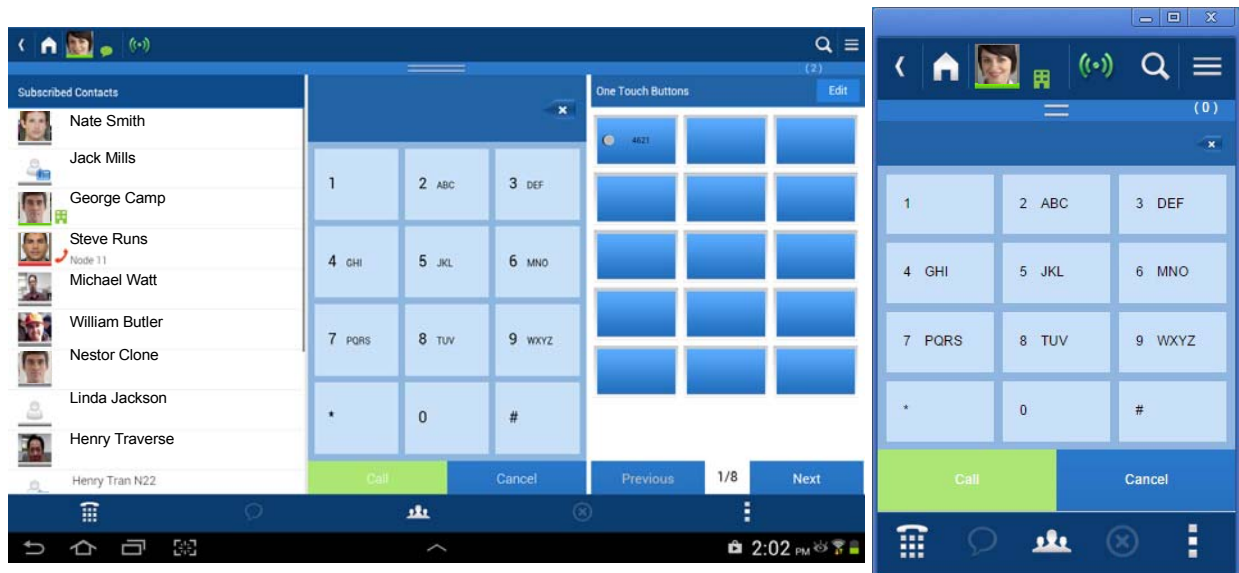 (2)
Subscribed Contacts
Nate Smith
Jack Mills
George Camp
Steve Runs
Node 11
Michael Watt
William Butler
Nestor Clone
Linda Jackson
Henry Traverse
Henry Tran N22
1
2 ABC
3 DEF
4 GHI
5 JKL
6 MNO
7 PQRS
8 TUV
9 WXYZ
*
0
#
Call
Cancel
One Touch Buttons
Edit
4621
Previous
1/8
Next
2:02 PM
(0)
1
2 ABC
3 DEF
4 GHI
5 JKL
6 MNO
7 PQRS
8 TUV
9 WXYZ
*
0
#
Call
Cancel